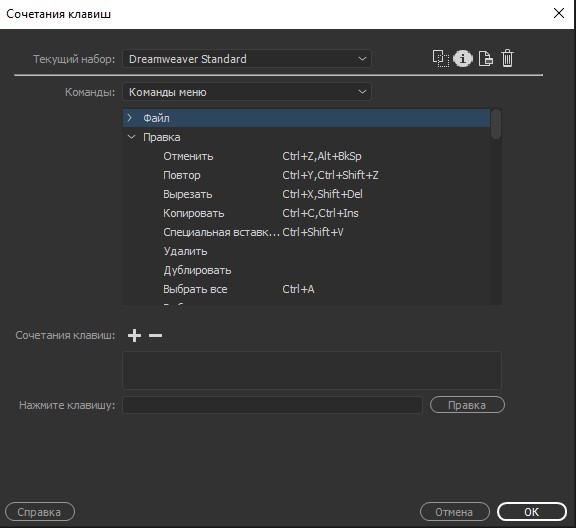 Сочетания клавиш
Текущий набор: Dreamweaver Standard
Команды: Команды меню
Файл
Правка
Отменить Ctrl+Z,Alt+BkSp
Повтор Ctrl+Y,Ctrl+Shift+Z
Вырезать Ctrl+X,Shift+Del
Копировать Ctrl+C,Ctrl+Ins
Специальная вставк... Ctrl+Shift+V
Удалить
Дублировать
Выбрать все Ctrl+A
Сочетания клавиш:
Нажмите клавишу: Правка
Справка Отмена ОК